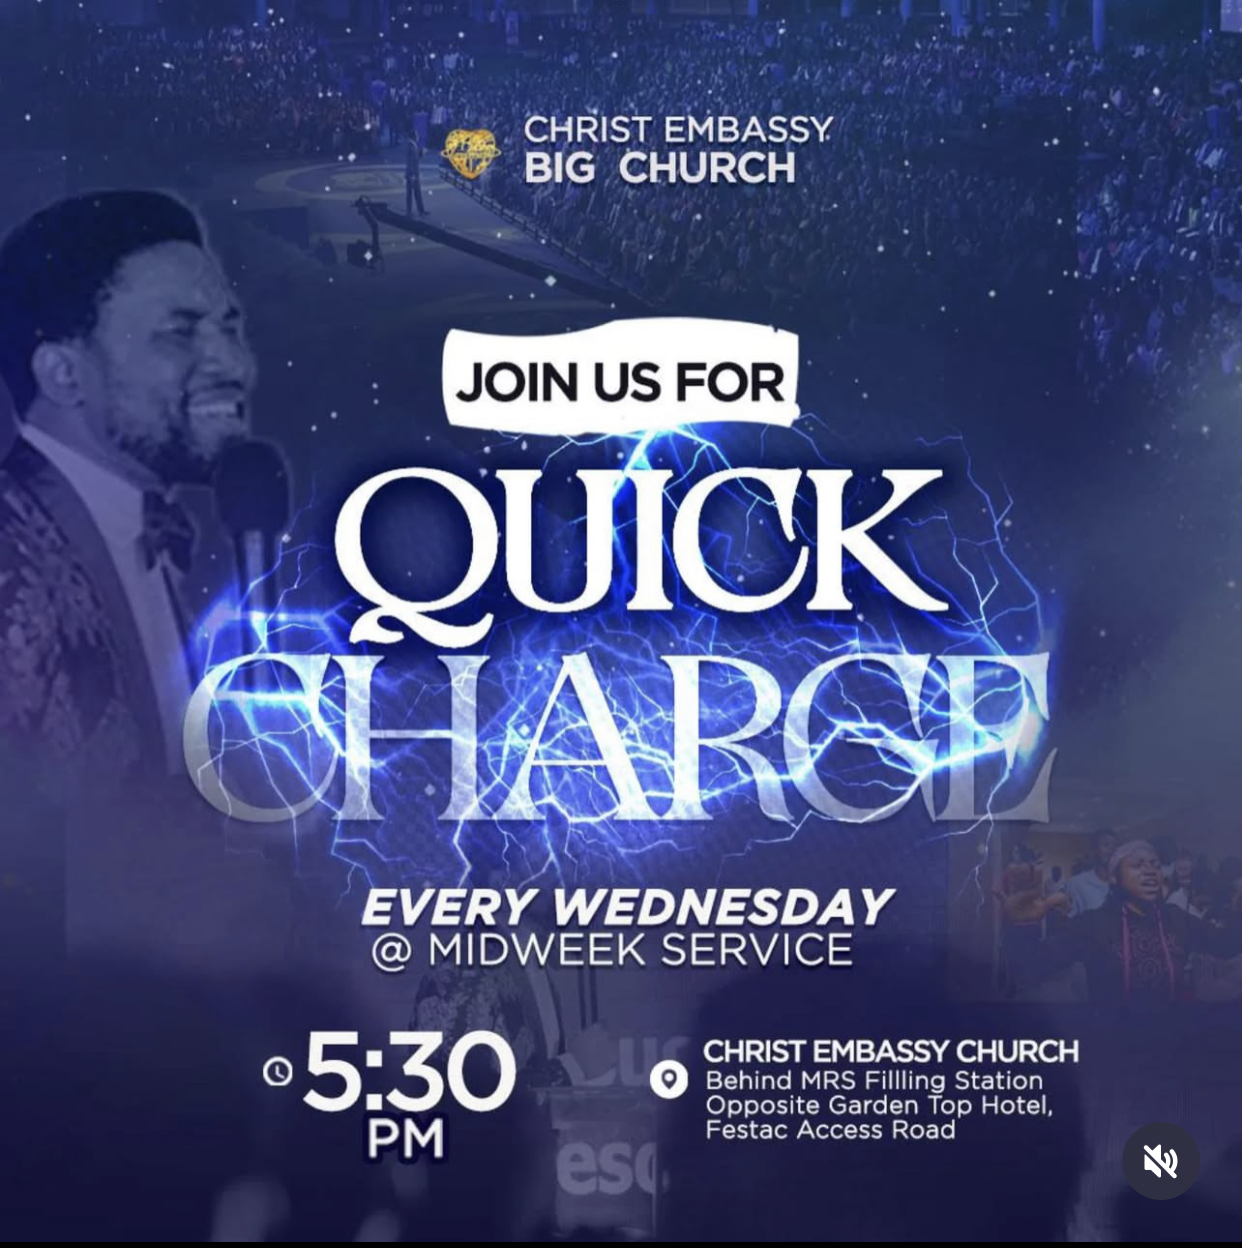 CHRIST EMBASSY
BIG CHURCH
JOIN US FOR
QUICK
CHARGE
EVERY WEDNESDAY
@ MIDWEEK SERVICE
5:30
PM
CHRIST EMBASSY CHURCH
Behind MRS Fillling Station
Opposite Garden Top Hotel,
Festac Access Road